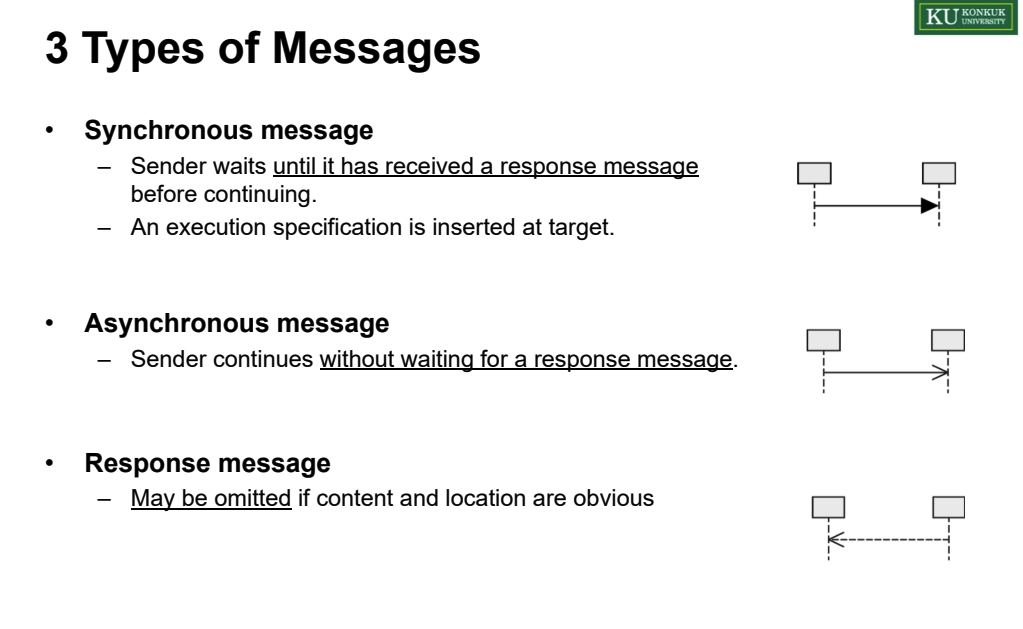 KU KONKUK
UNIVERSITY
3 Types of Messages
• Synchronous message
– Sender waits until it has received a response message
before continuing.
– An execution specification is inserted at target.
• Asynchronous message
– Sender continues without waiting for a response message.
• Response message
– May be omitted if content and location are obvious